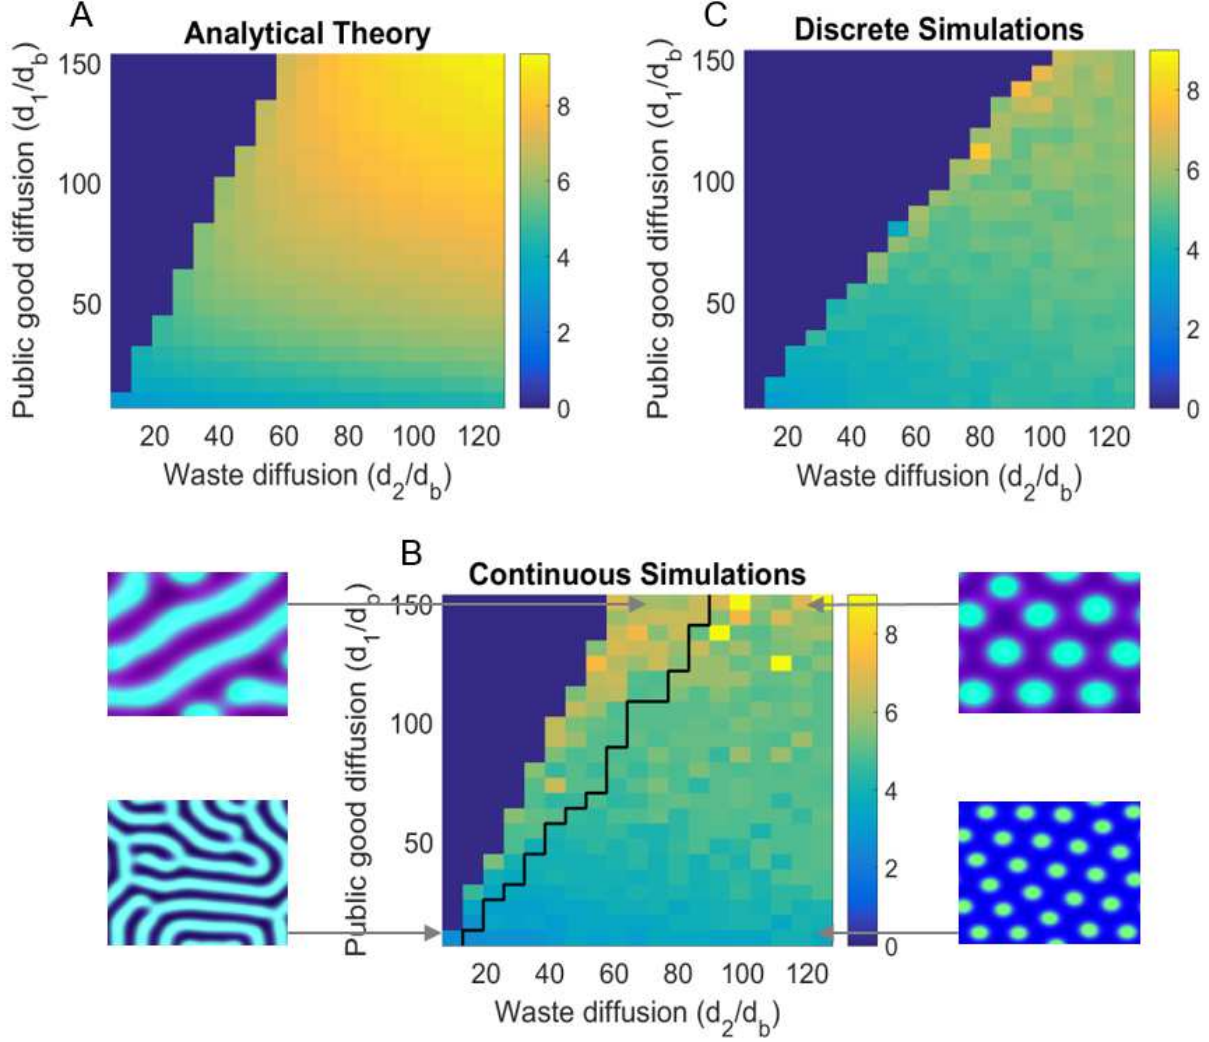 A
Analytical Theory
Public good diffusion (d1/db)
150
100
50
20 40 60 80 100 120
Waste diffusion (d2/db)
8
6
4
2
0
C
Discrete Simulations
Public good diffusion (d1/db)
150
100
50
20 40 60 80 100 120
Waste diffusion (d2/db)
8
6
4
2
0
B
Continuous Simulations
Public good diffusion (d1/db)
150
100
50
20 40 60 80 100 120
Waste diffusion (d2/db)
8
6
4
2
0